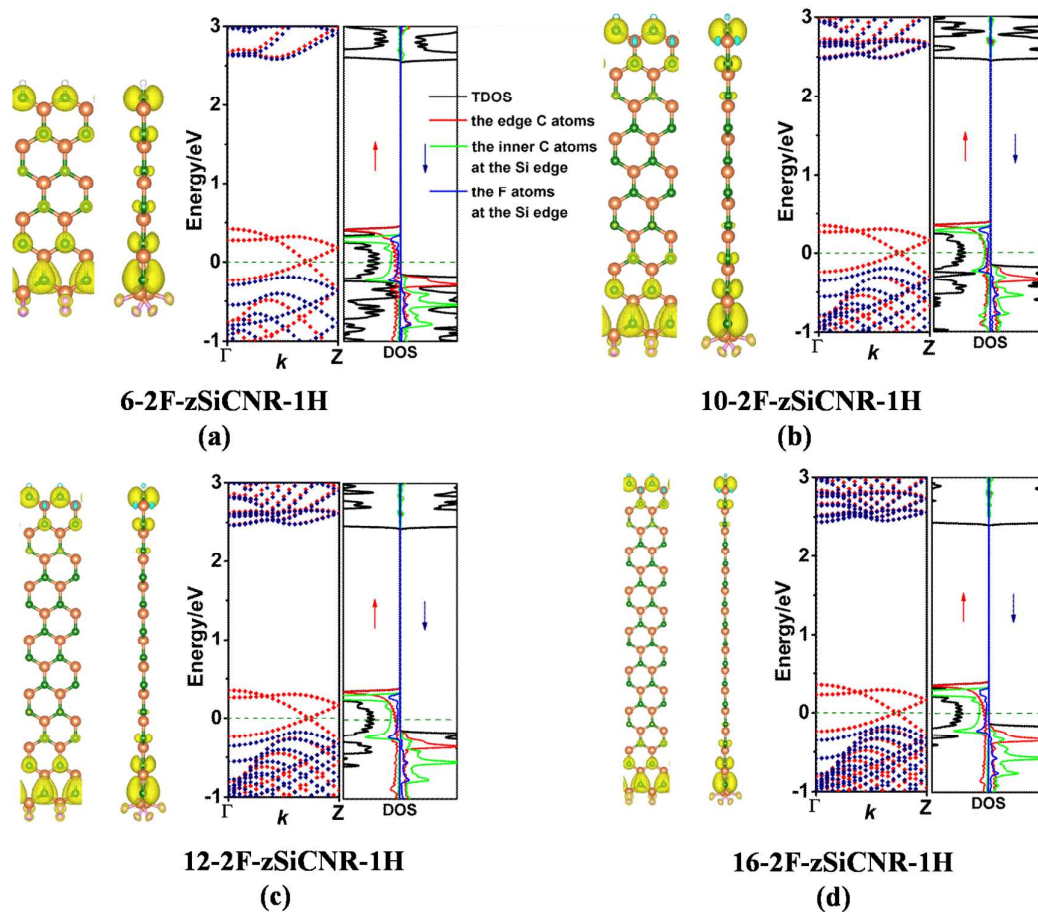 3
2
1
0
-1
Energy/eV
Γ
k
Z
DOS
TDOS
the edge C atoms
the inner C atoms
at the Si edge
the F atoms
at the Si edge
6-2F-zSiCNR-1H
(a)
3
2
1
0
-1
Energy/eV
Γ
k
Z
DOS
10-2F-zSiCNR-1H
(b)
3
2
1
0
-1
Energy/eV
Γ
k
Z
DOS
12-2F-zSiCNR-1H
(c)
3
2
1
0
-1
Energy/eV
Γ
k
Z
DOS
16-2F-zSiCNR-1H
(d)